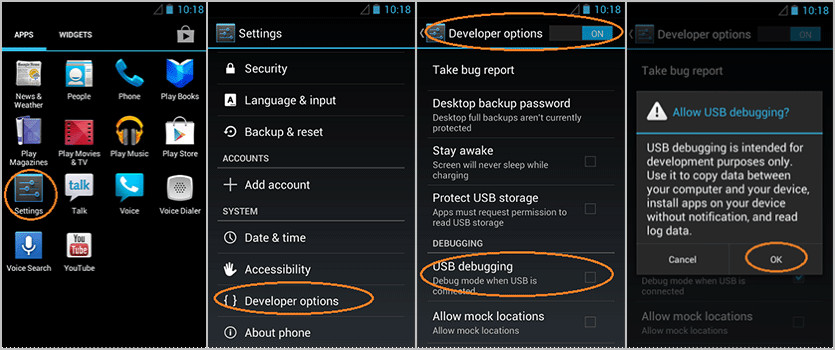 10:18
APPS WIDGETS
News & Weather
People
Phone
Play Books
Play Magazines
Play Movies & TV
Play Music
Play Store
Settings
talk
Talk
Voice
Voice Dialer
Voice Search
You Tube
YouTube
10:18
Settings
Security
A Language & input
Backup & reset
ACCOUNTS
Add account
SYSTEM
Date & time
Accessibility
{ } Developer options
About phone
10:18
Developer options ON
Take bug report
Desktop backup password
Desktop full backups aren't currently
protected
Stay awake
Screen will never sleep while
charging
Protect USB storage
Apps must request permission to
read USB storage
DEBUGGING
USB debugging
Debug mode when USB is
connected
Allow mock locations
Allow mock locations
10:18
Developer options ON
Take bug report
Allow USB debugging?
USB debugging is intended for
development purposes only.
Use it to copy data between
your computer and your device,
install apps on your device
without notification, and read
log data.
Cancel OK
Debug mode when USB is
connected
Allow mock locations
Allow mock locations